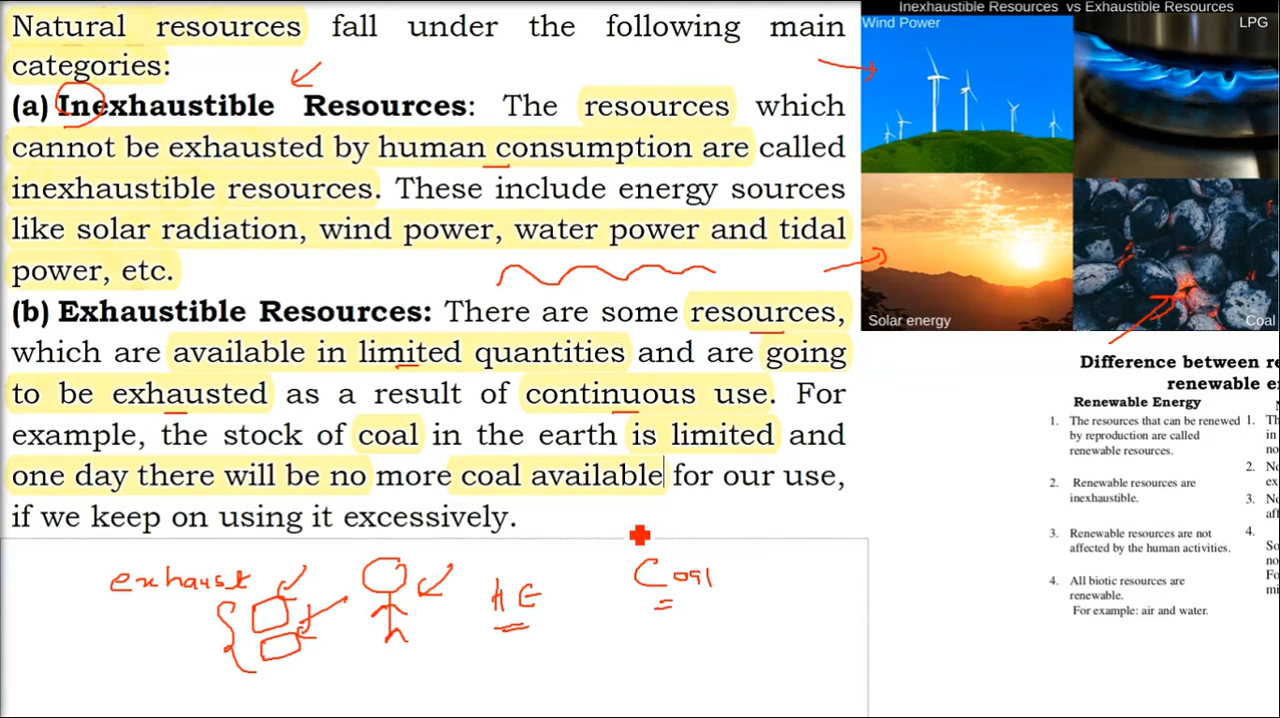 Natural resources fall under the following main
categories:
(a) Inexhaustible Resources: The resources which
cannot be exhausted by human consumption are called
inexhaustible resources. These include energy sources
like solar radiation, wind power, water power and tidal
power, etc.
(b) Exhaustible Resources: There are some resources,
which are available in limited quantities and are going
to be exhausted as a result of continuous use. For
example, the stock of coal in the earth is limited and
one day there will be no more coal available for our use,
if we keep on using it excessively.
exhaust
Coal
Inexhaustible Resources vs Exhaustible Resources
Wind Power
LPG
Solar energy
Coal
Difference between
renewable
Renewable Energy
1. The resources that can be renewed
by reproduction are called
renewable resources.
2. Renewable resources are
inexhaustible.
3. Renewable resources are not
affected by the human activities.
4. All biotic resources are
renewable.
For example: air and water.
1.
2.
3.
4.